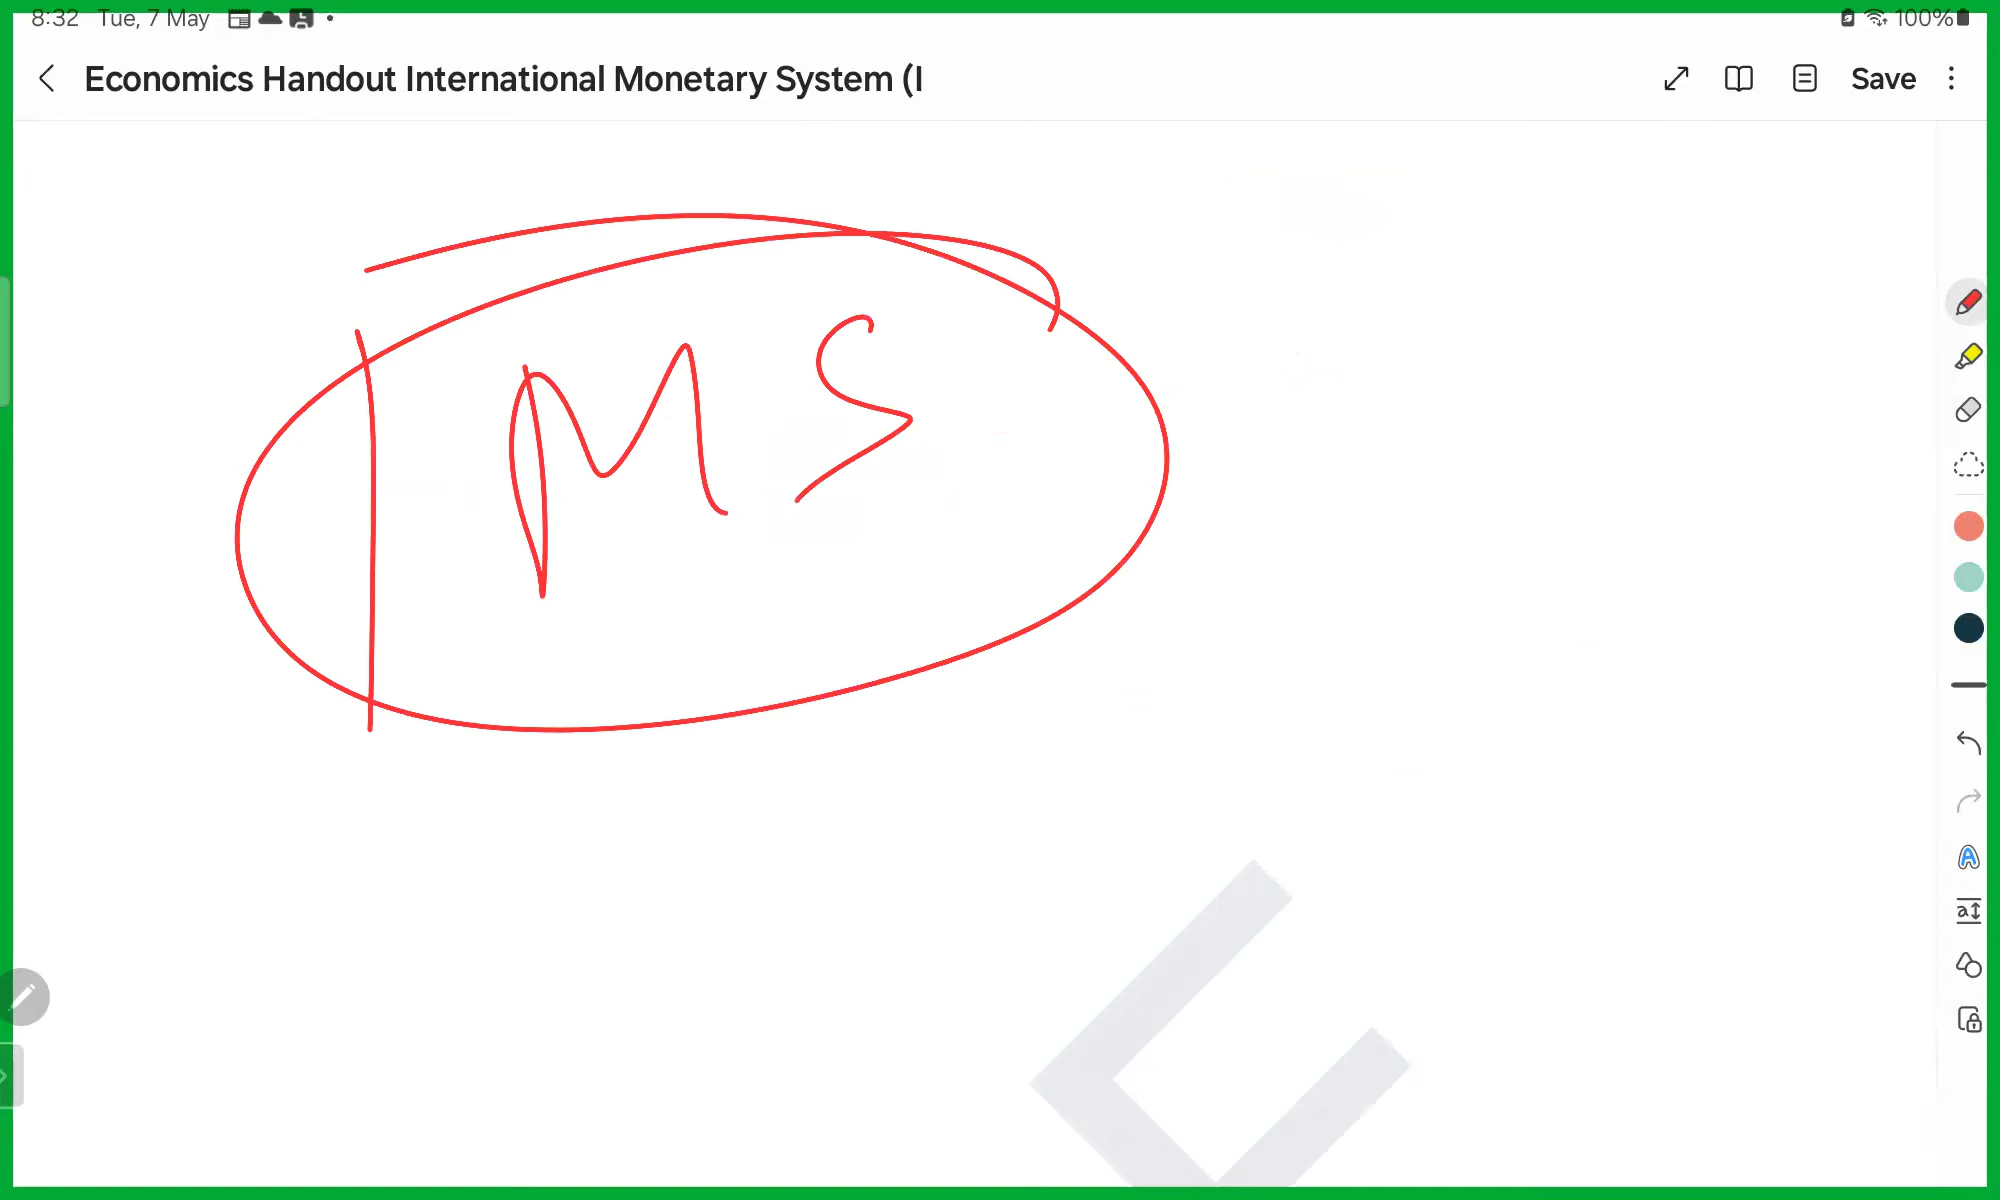 8:32 Tue, 7 May 100%
Economics Handout International Monetary System (I Save
IMS